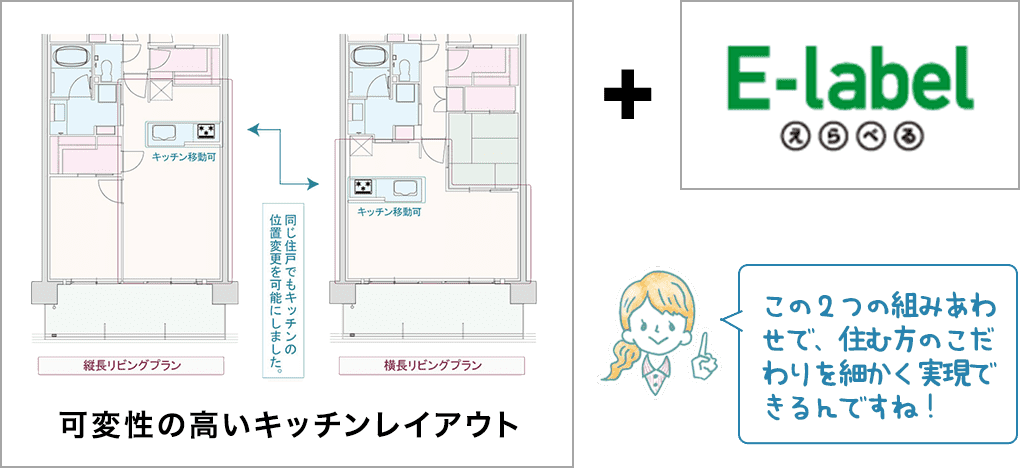 キッチン移動可
キッチン移動可
同じ住戸でもキッチンの
位置変更を可能にしました。
縦長リビングプラン
横長リビングプラン
可変性の高いキッチンレイアウト
+
E-label
えらべる
この2つの組みあわ
せで、住む方のこだ
わりを細かく実現で
きるんですね!